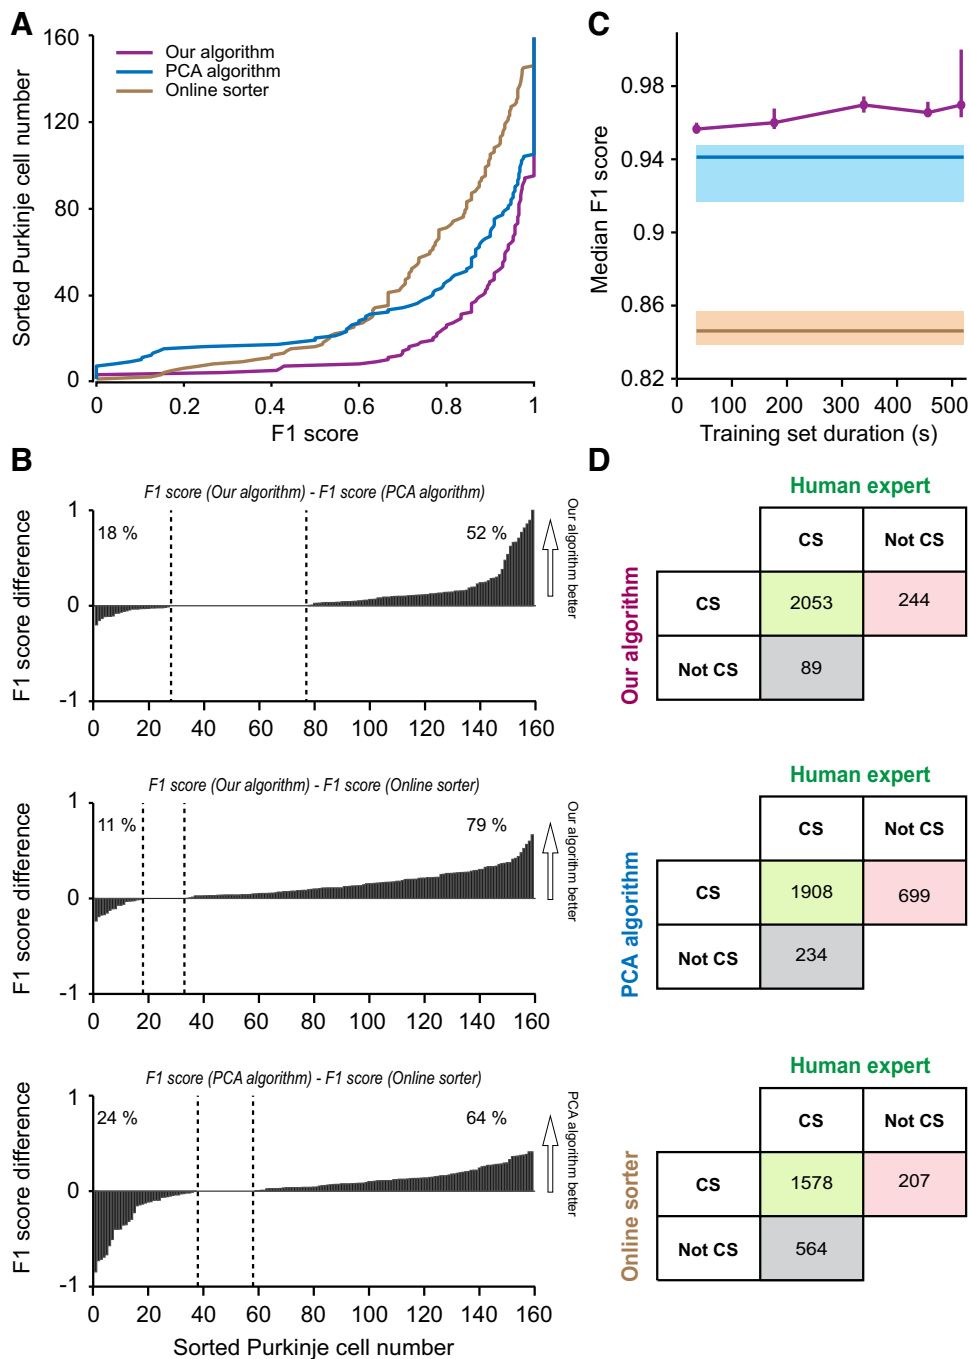 A
160
120
80
40
0
Sorted Purkinje cell number
Our algorithm
PCA algorithm
Online sorter
0 0.2 0.4 0.6 0.8 1
F1 score
C
0.98
0.94
0.9
0.86
0.82
Median F1 score
0 100 200 300 400 500
Training set duration (s)
B
F1 score (Our algorithm) - F1 score (PCA algorithm)
1
0
-1
F1 score difference
18 %
52 %
Our algorithm better
0 20 40 60 80 100 120 140 160
F1 score (Our algorithm) - F1 score (Online sorter)
1
0
-1
F1 score difference
11 %
79 %
Our algorithm better
0 20 40 60 80 100 120 140 160
F1 score (PCA algorithm) - F1 score (Online sorter)
1
0
-1
F1 score difference
24 %
64 %
PCA algorithm better
0 20 40 60 80 100 120 140 160
Sorted Purkinje cell number
D
Human expert
CS Not CS
Our algorithm
CS 2053 244
Not CS 89
Human expert
CS Not CS
PCA algorithm
CS 1908 699
Not CS 234
Human expert
CS Not CS
Online sorter
CS 1578 207
Not CS 564